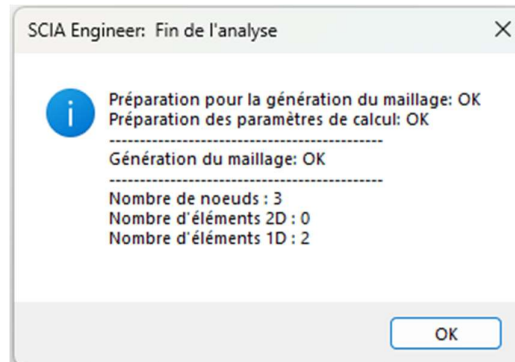 SCIA Engineer: Fin de l'analyse
Préparation pour la génération du maillage: OK
Préparation des paramètres de calcul: OK
---------------------------------------------
Génération du maillage: OK
---------------------------------------------
Nombre de noeuds : 3
Nombre d'éléments 2D : 0
Nombre d'éléments 1D : 2
OK